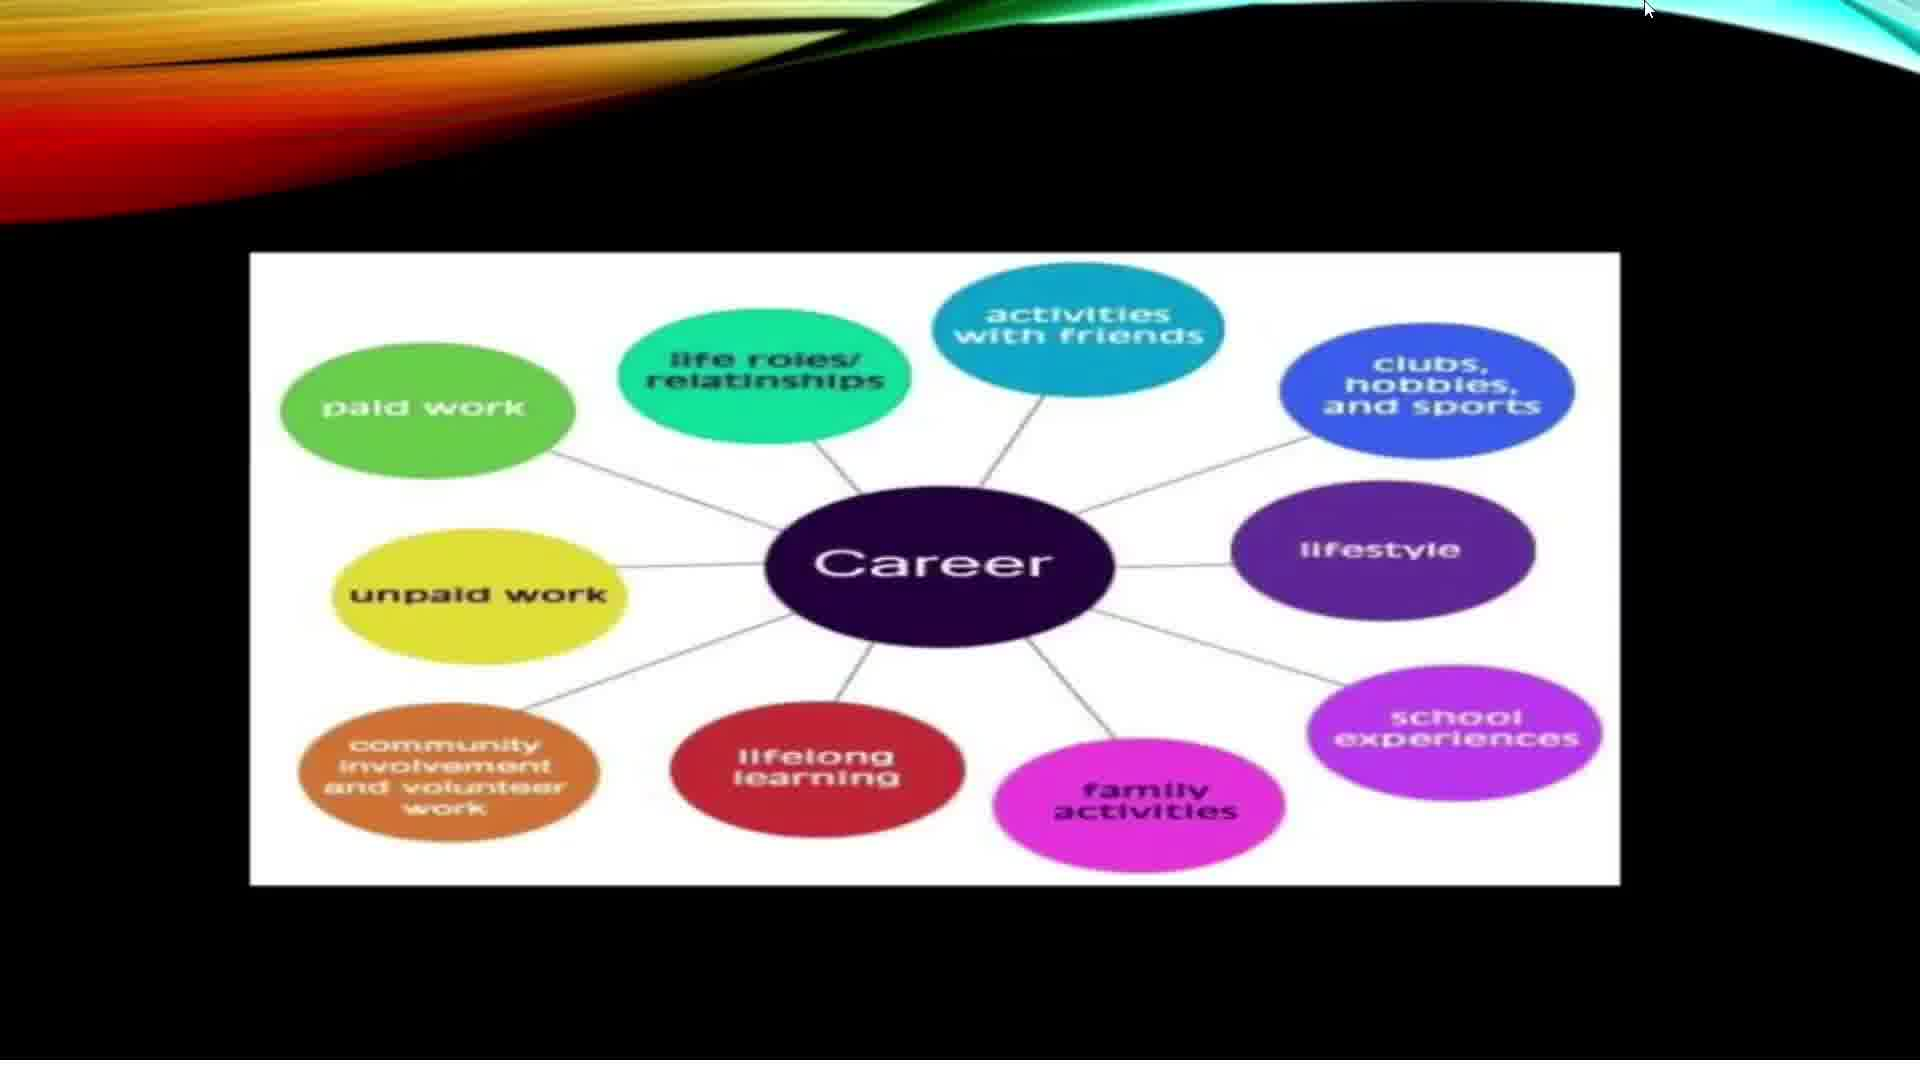 activities
with friends
life roles/
relatinships
clubs,
hobbies,
and sports
paid work
Career
lifestyle
unpaid work
school
experiences
community
involvement
and volunteer
work
lifelong
learning
family
activities